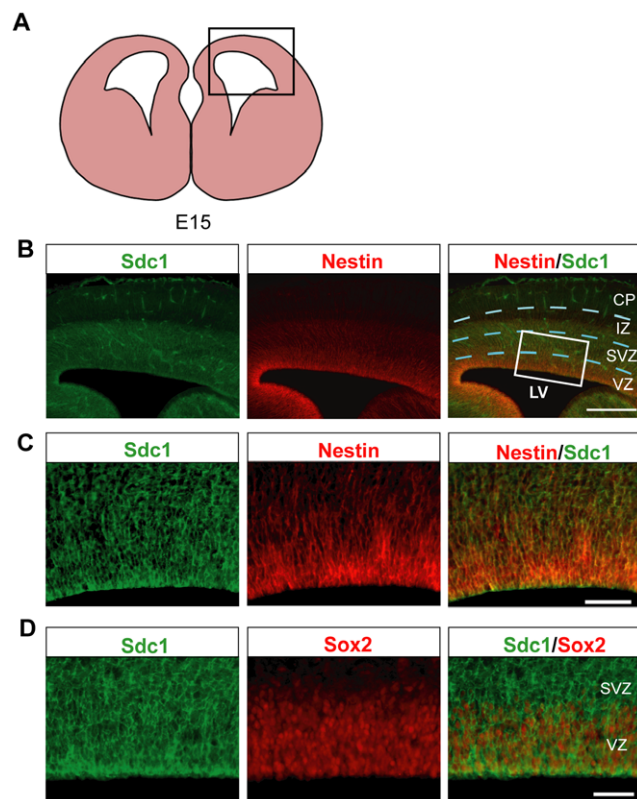 A
E15
B
Sdc1 Nestin Nestin/Sdc1
CP
IZ
SVZ
VZ
LV
C
Sdc1 Nestin Nestin/Sdc1
D
Sdc1 Sox2 Sdc1/Sox2
SVZ
VZ